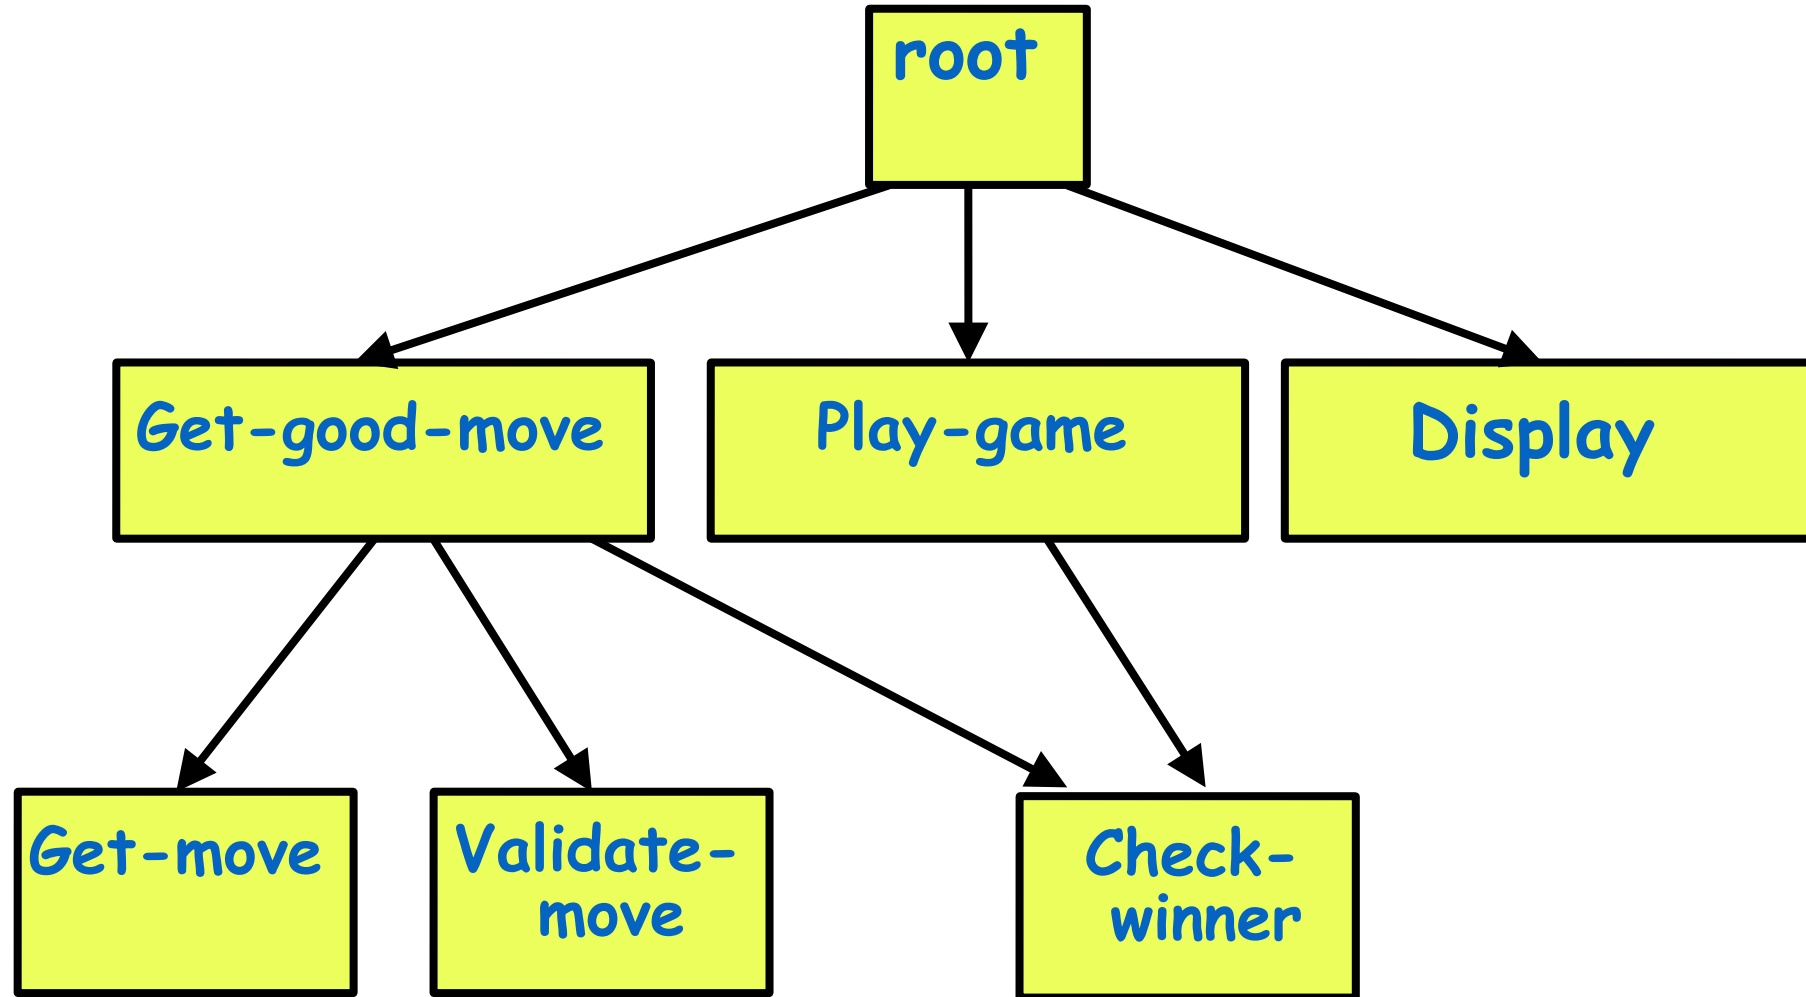 root
Get-good-move
Play-game
Display
Get-move
Validate-
move
Check-
winner